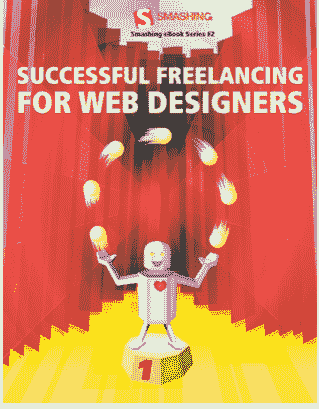 SMASHING
Smashing eBook Series #2
SUCCESSFUL FREELANCING
FOR WEB DESIGNERS
1